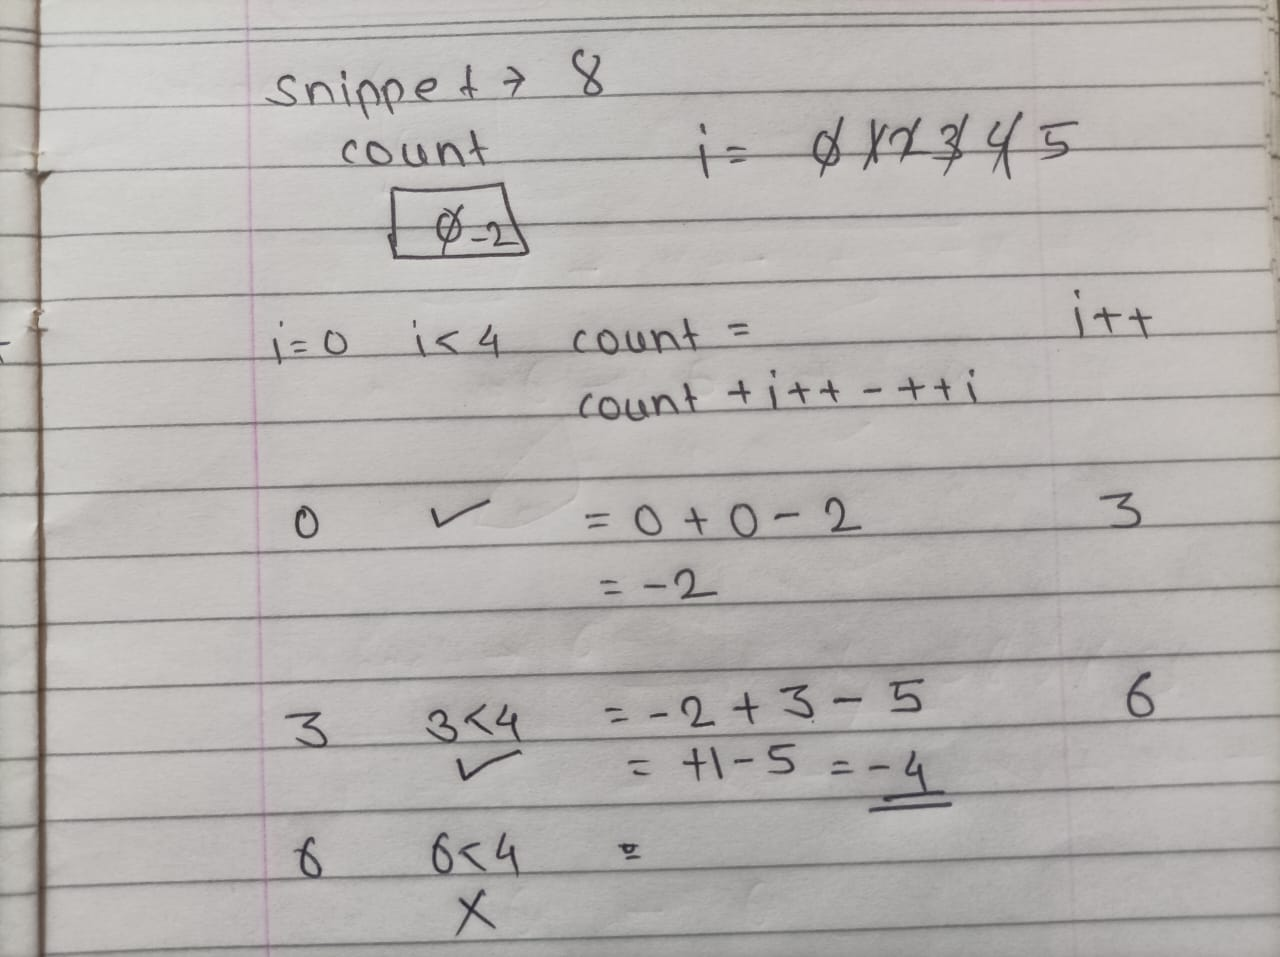 snippet → 8
count i= 0 1 2 3 4 5
0 -2
i=0 i<4 count = i++
count + i++ - ++i
0 ✓ = 0 + 0 - 2 3
= -2
3 3<4 = -2 + 3 - 5 6
✓ = +1 - 5 = -4
6 6<4 =
X